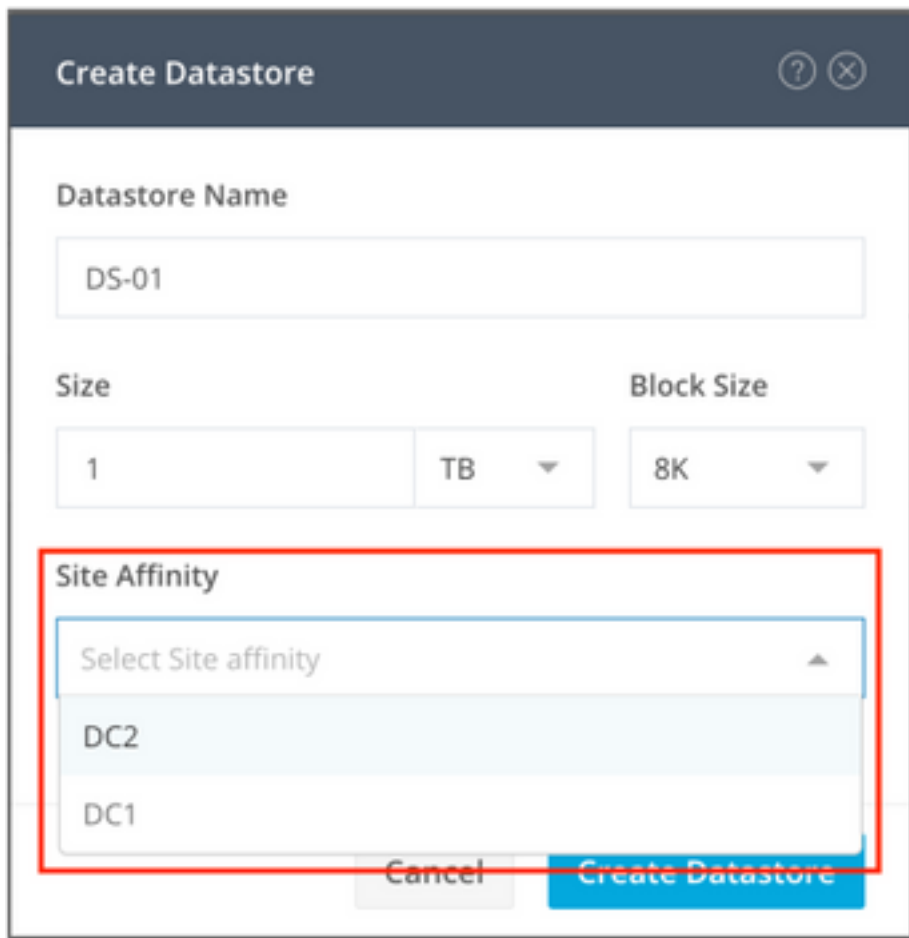 Create Datastore
Datastore Name
DS-01
Size Block Size
1 TB 8K
Site Affinity
Select Site affinity
DC2
DC1
Cancel Create Datastore